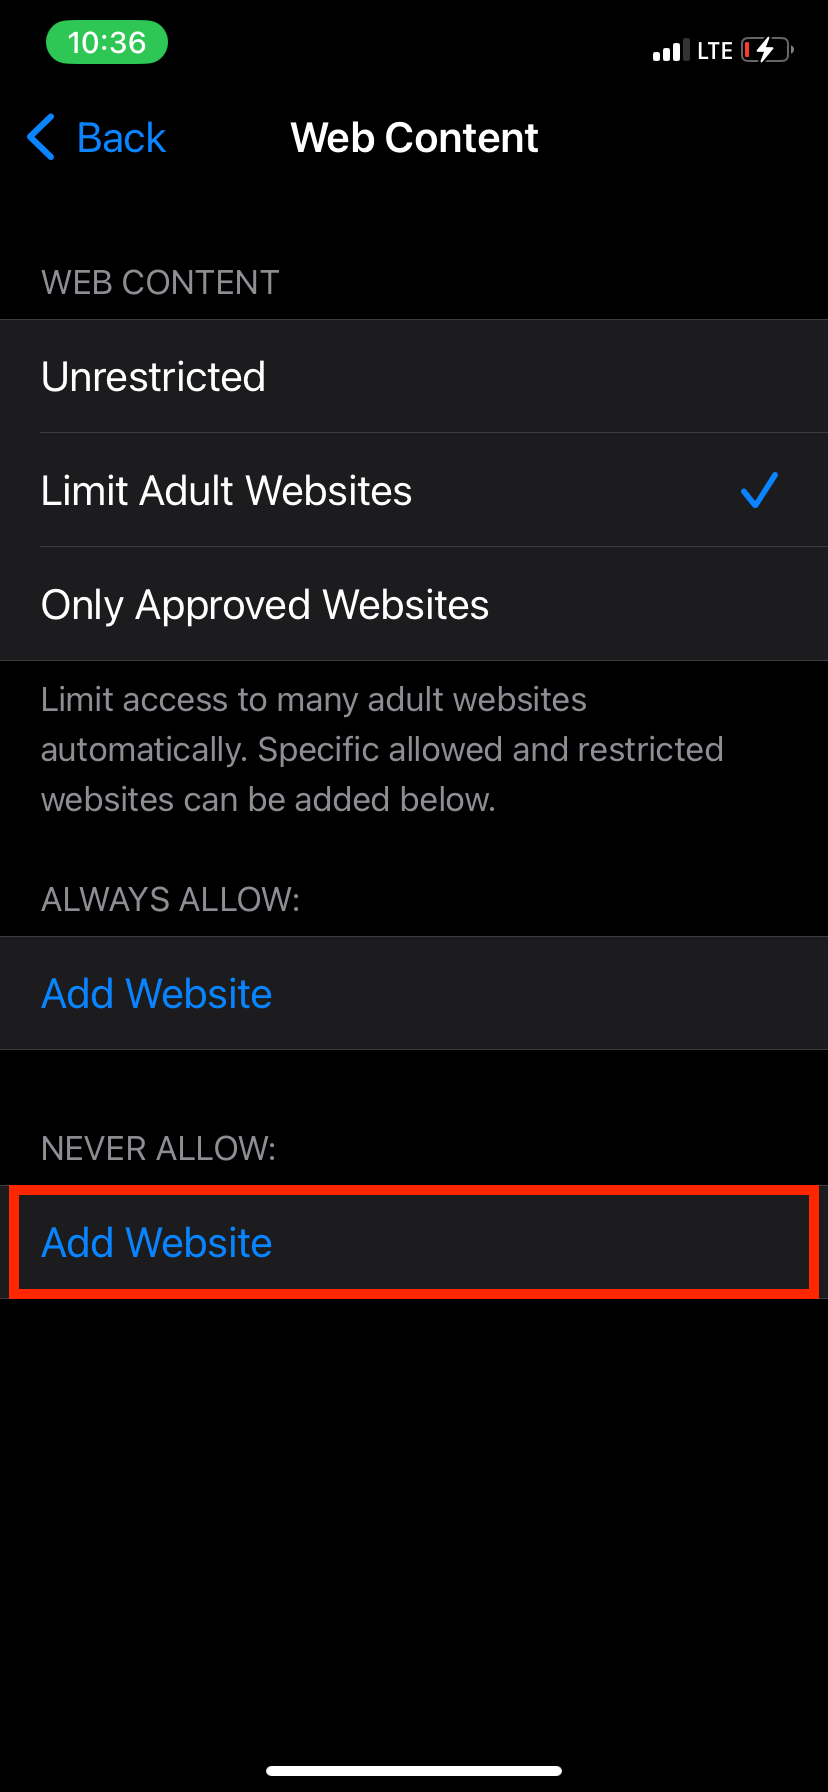 10:36
LTE
Back
Web Content
WEB CONTENT
Unrestricted
Limit Adult Websites
Only Approved Websites
Limit access to many adult websites
automatically. Specific allowed and restricted
websites can be added below.
ALWAYS ALLOW:
Add Website
NEVER ALLOW:
Add Website